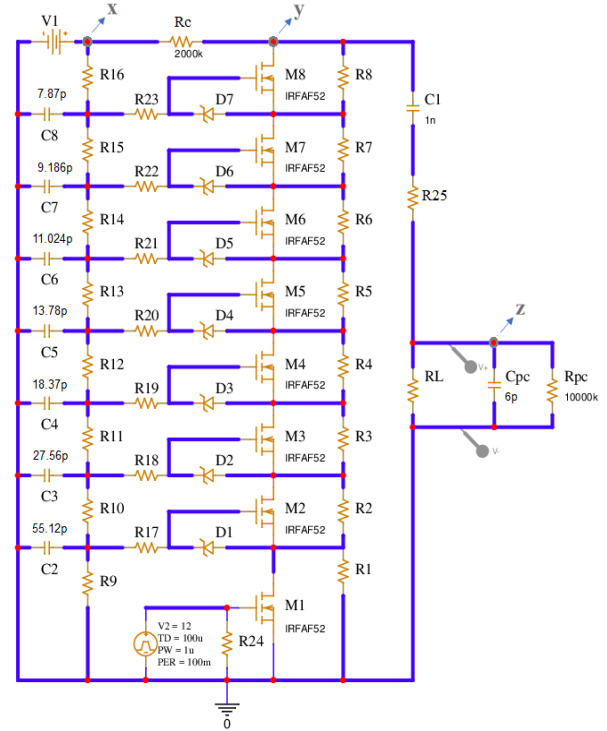 x
y
V1
Rc
2000k
R16
M8
R8
7.87p
IRFAF52
C8
R23
D7
C1
1n
R15
M7
R7
9.186p
IRFAF52
C7
R22
D6
R25
R14
M6
R6
11.024p
IRFAF52
C6
R21
D5
R13
M5
R5
13.78p
IRFAF52
z
C5
R20
D4
V+
R12
M4
R4
RL
Cpc
Rpc
18.37p
IRFAF52
6p
10000k
C4
R19
D3
R11
M3
R3
27.56p
IRFAF52
V-
C3
R18
D2
R10
M2
R2
55.12p
IRFAF52
C2
R17
D1
R9
R1
M1
IRFAF52
V2 = 12
TD = 100u
PW = 1u
PER = 100m
R24
0